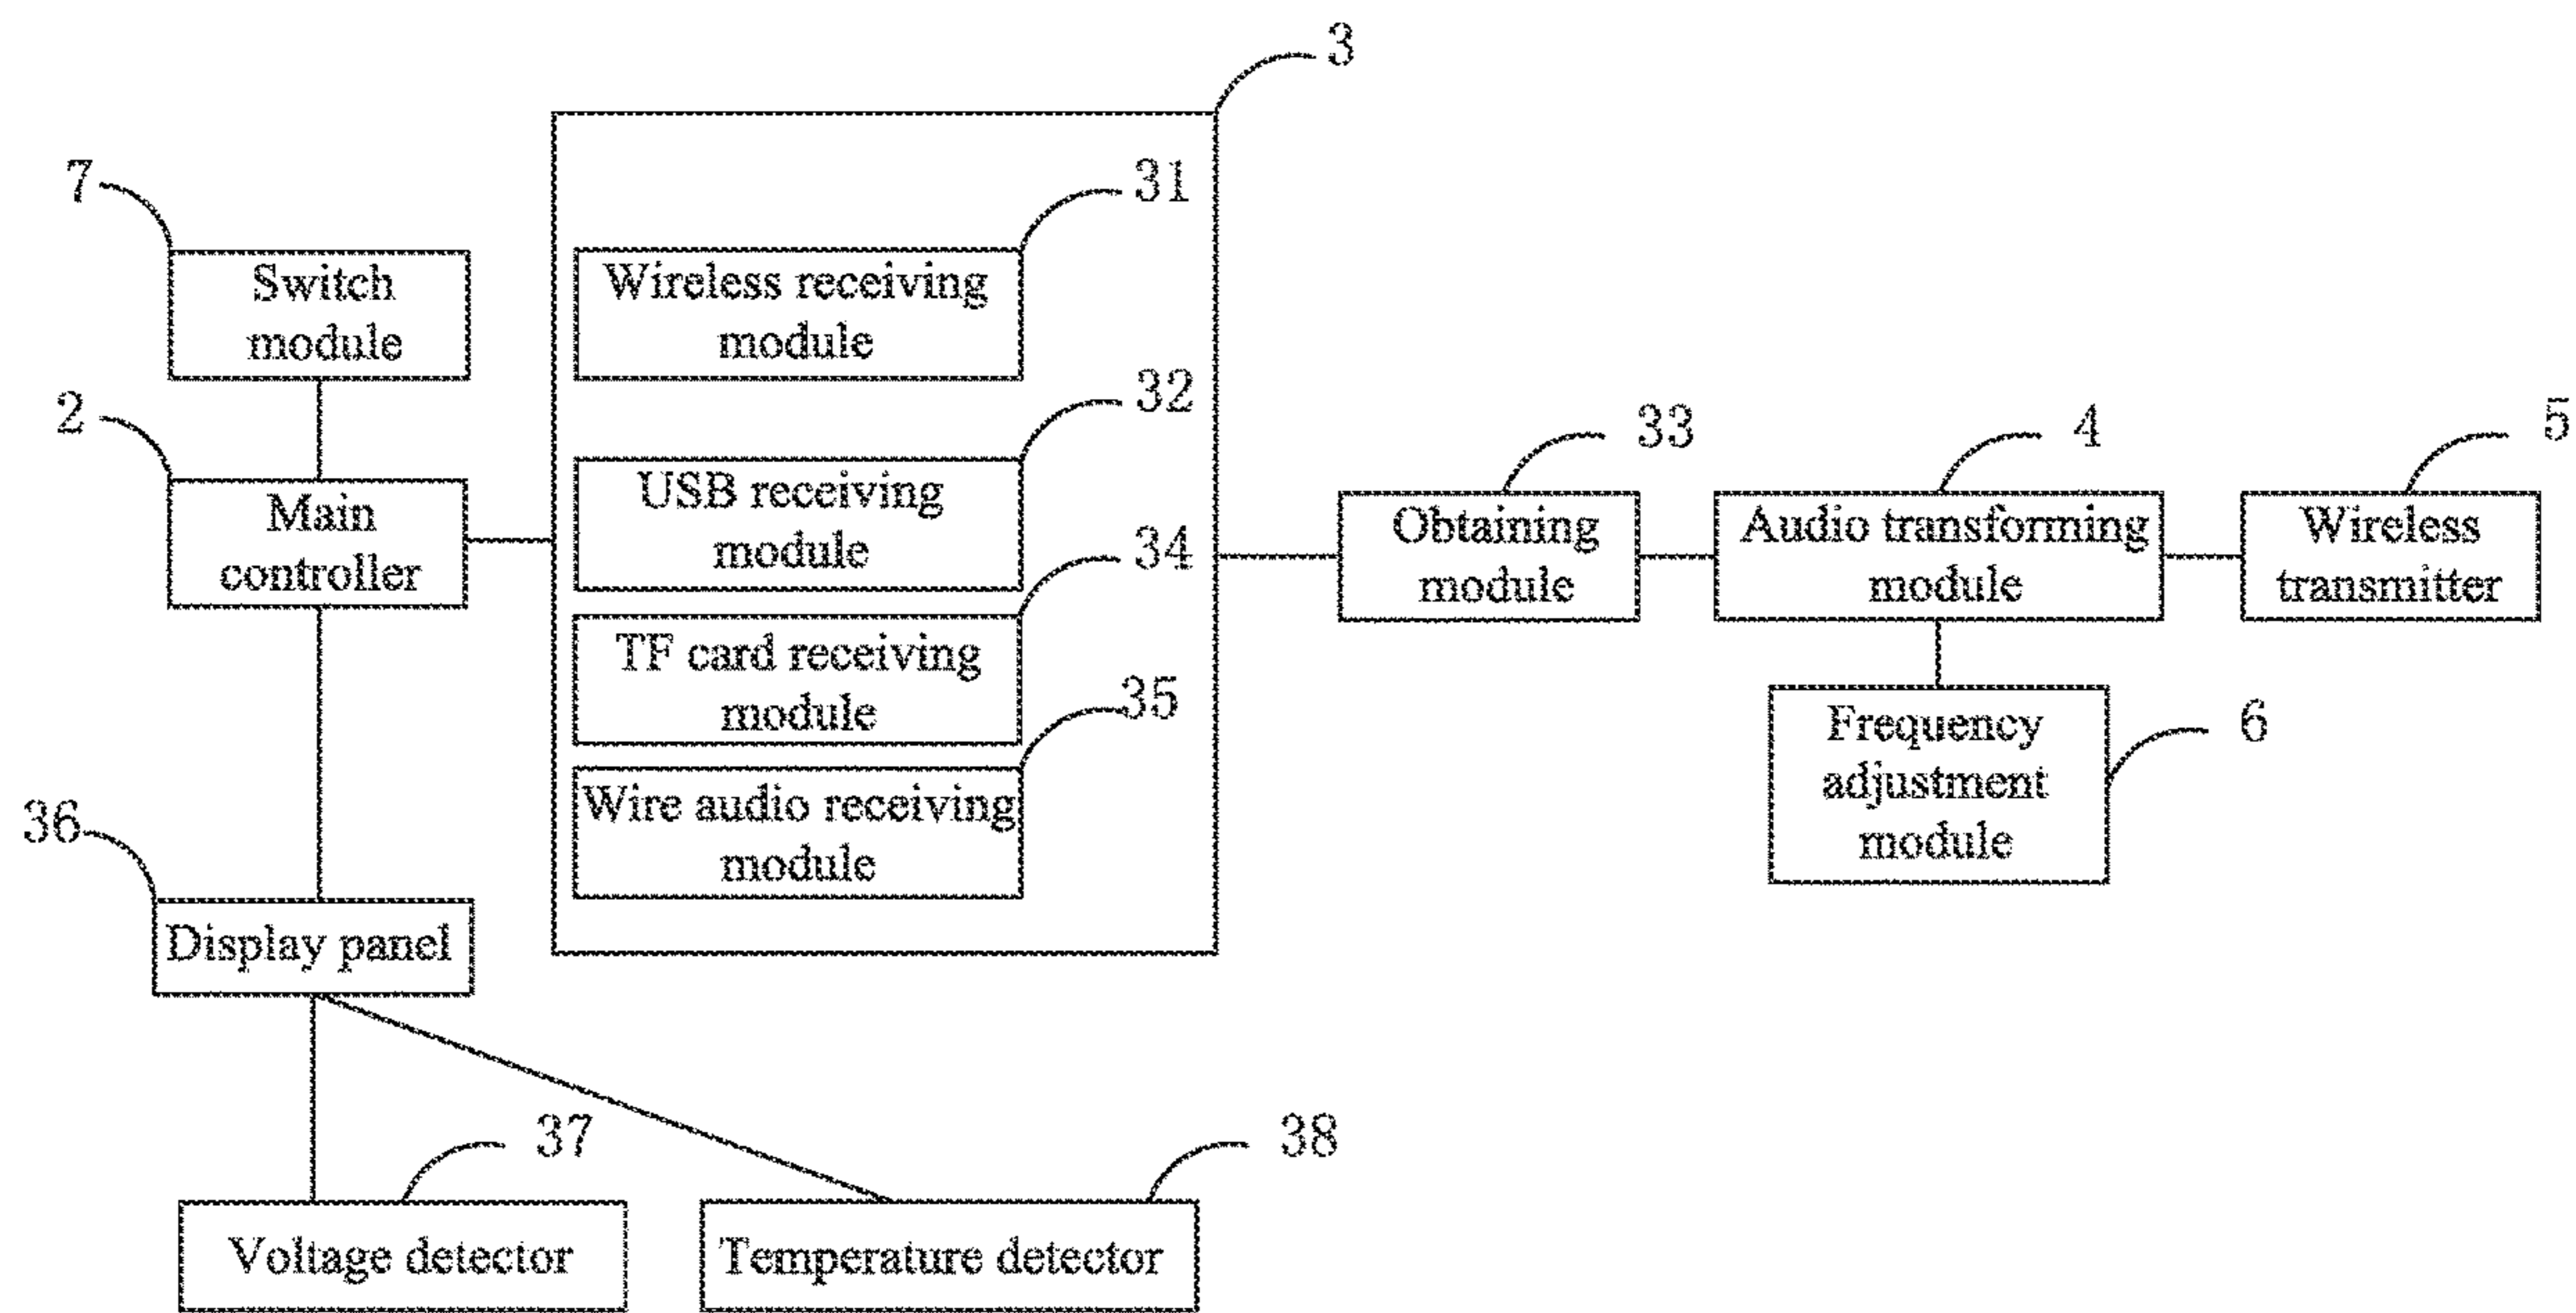 3
7
31
Switch
module
Wireless receiving
module
2
32
Main
controller
USB receiving
module
33
4
5
Obtaining
module
Audio transforming
module
Wireless
transmitter
34
TF card receiving
module
35
Wire audio receiving
module
Frequency
adjustment
module
6
36
Display panel
37
38
Voltage detector
Temperature detector